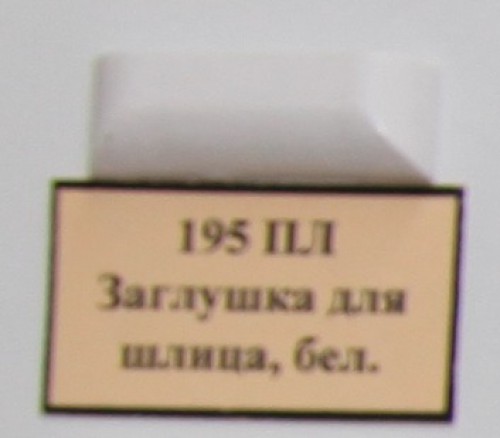 195 ПЛ
Заглушка для
шлица, бел.